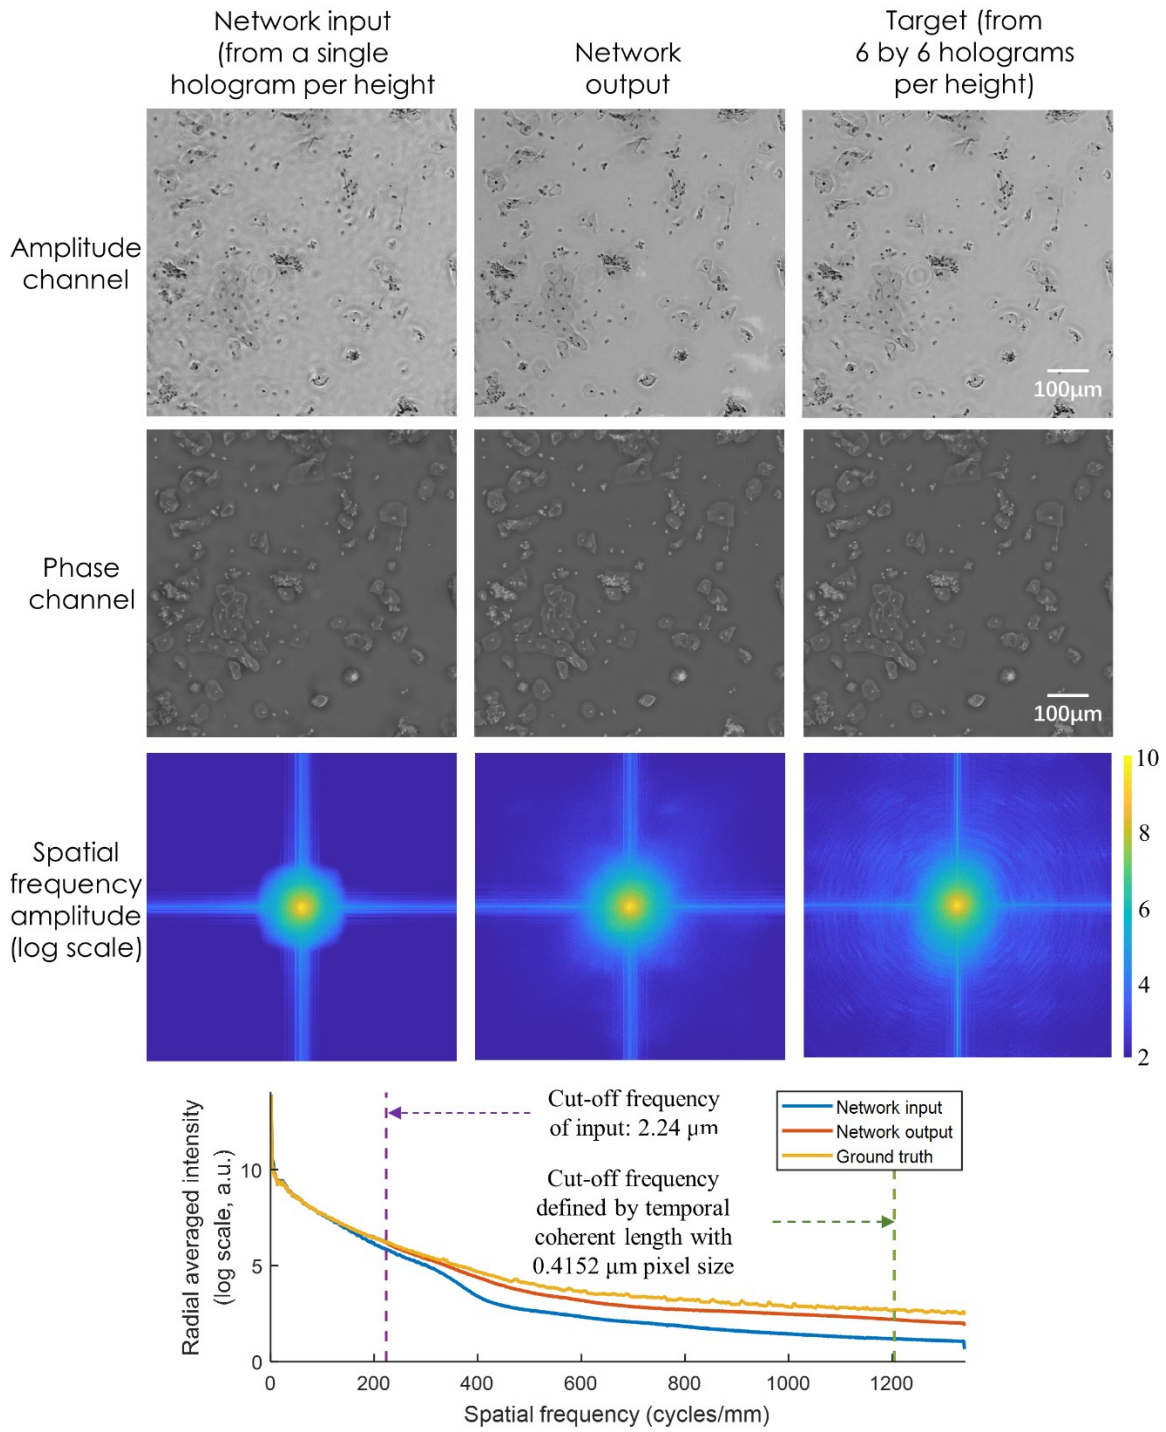 Network input
(from a single
hologram per height
Network
output
Target (from
6 by 6 holograms
per height)
Amplitude
channel
100µm
Phase
channel
100µm
Spatial
frequency
amplitude
(log scale)
10
8
6
4
2
Radial averaged intensity
(log scale, a.u.)
10
5
0
Cut-off frequency
of input: 2.24 µm
Cut-off frequency
defined by temporal
coherent length with
0.4152 µm pixel size
Network input
Network output
Ground truth
0 200 400 600 800 1000 1200
Spatial frequency (cycles/mm)